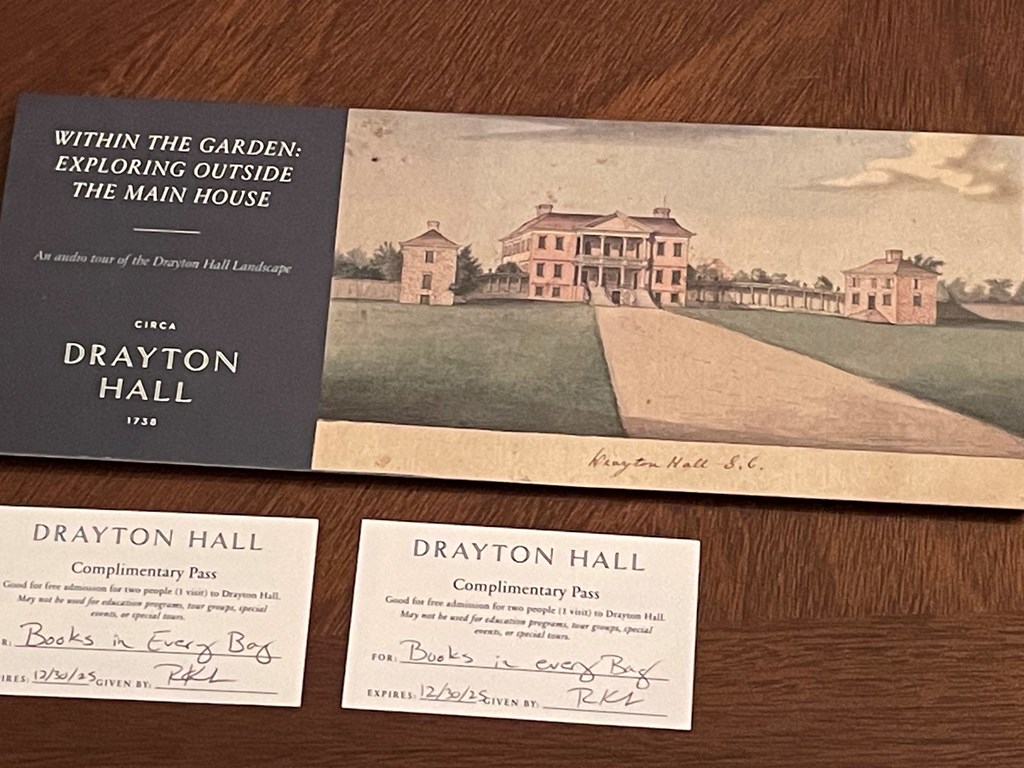 WITHIN THE GARDEN:
EXPLORING OUTSIDE
THE MAIN HOUSE
An audio tour of the Drayton Hall Landscape
CIRCA
DRAYTON
HALL
1738
Drayton Hall S.C.
DRAYTON HALL
Complimentary Pass
Good for free admission for two people (1 visit) to Drayton Hall.
May not be used for education programs, tour groups, special
events, or special tours.
R: Books in Every Bag
IRES: 12/30/25 GIVEN BY: RKL
DRAYTON HALL
Complimentary Pass
Good for free admission for two people (1 visit) to Drayton Hall.
May not be used for education programs, tour groups, special
events, or special tours.
FOR: Books in every Bag
EXPIRES: 12/30/25 GIVEN BY: RKL